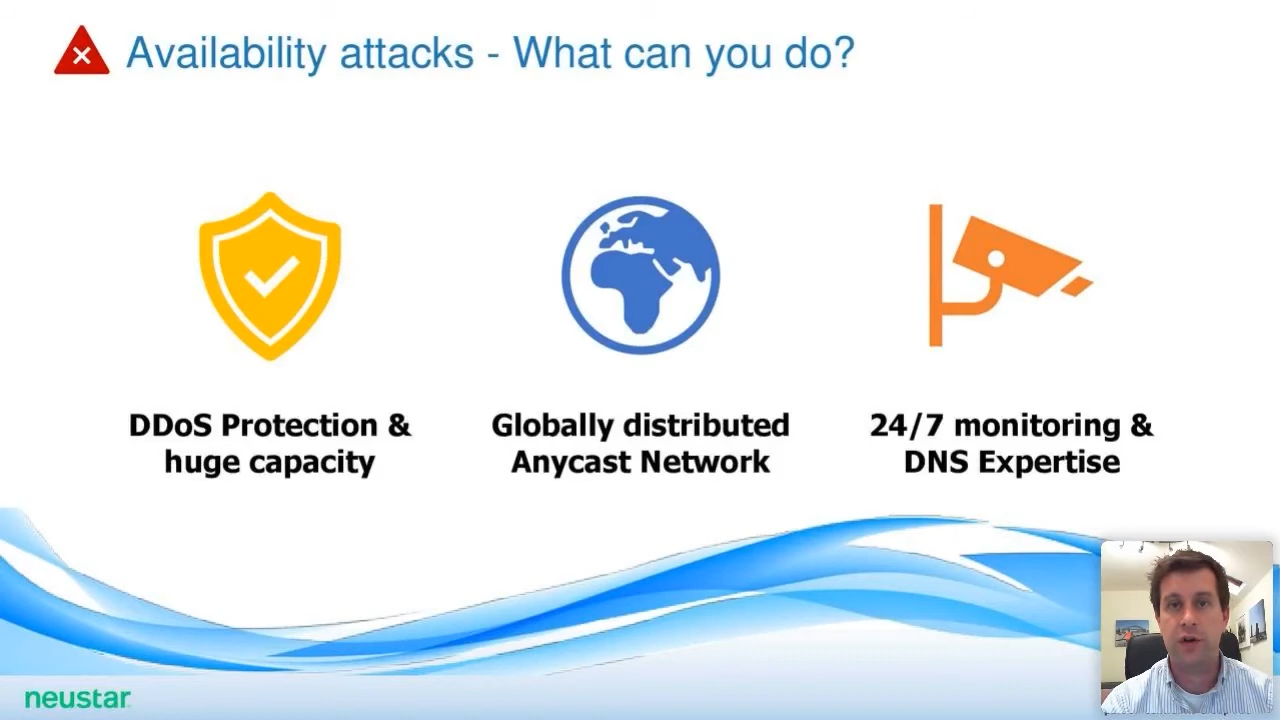 Availability attacks - What can you do?
DDoS Protection &
huge capacity
Globally distributed
Anycast Network
24/7 monitoring &
DNS Expertise
neustar